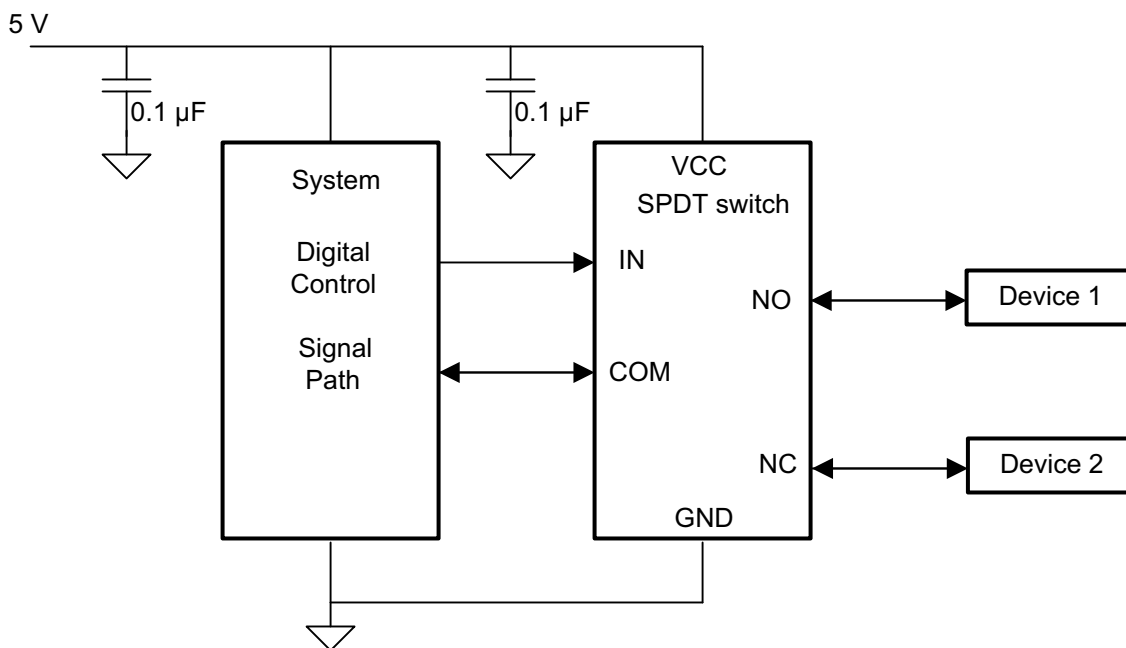 5 V
0.1 µF
0.1 µF
System
Digital
Control
Signal
Path
VCC
SPDT switch
IN
NO
COM
NC
GND
Device 1
Device 2